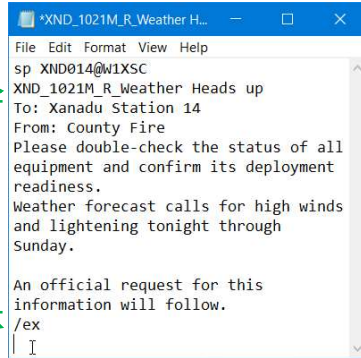 *XND_1021M_R_Weather H...
File Edit Format View Help
sp XND014@W1XSC
XND_1021M_R_Weather Heads up
To: Xanadu Station 14
From: County Fire
Please double-check the status of all
equipment and confirm its deployment
readiness.
Weather forecast calls for high winds
and lightening tonight through
Sunday.
An official request for this
information will follow.
/ex